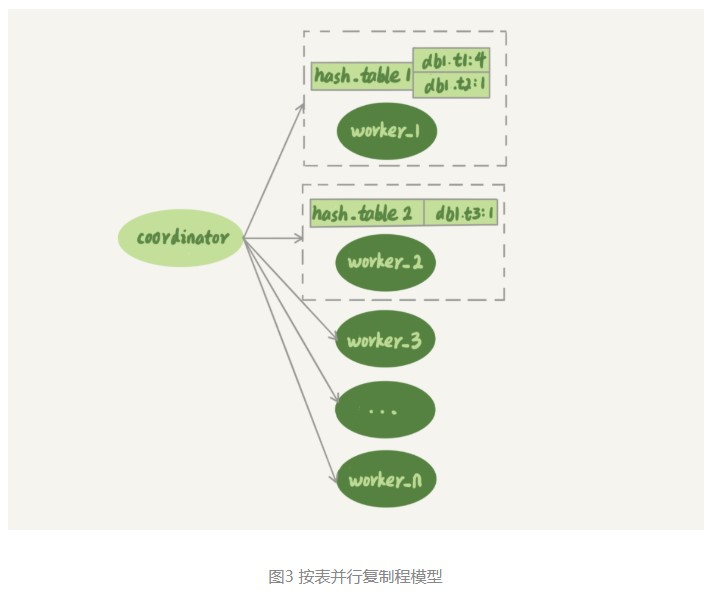 hash_table 1
db1.t1:4
db1.t2:1
worker_1
hash_table 2
db1.t3:1
worker_2
coordinator
worker_3
...
worker_n
图3 按表并行复制程模型